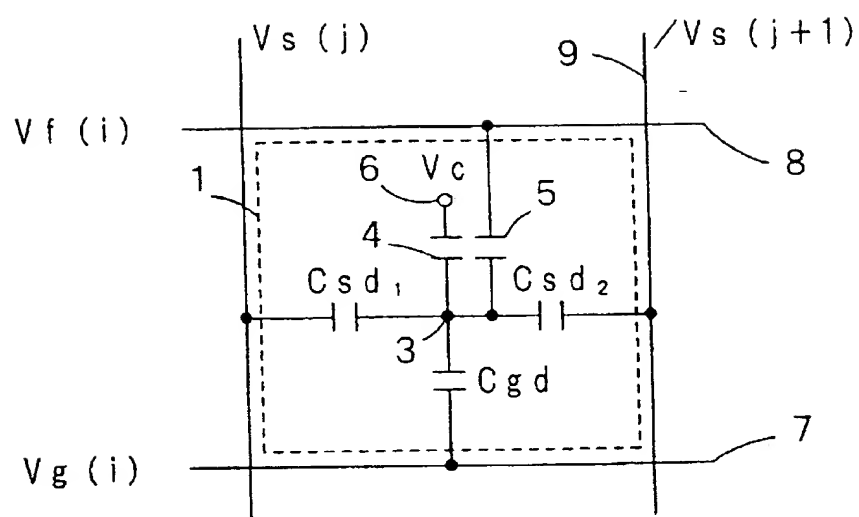 Vs (j)
9
/Vs (j+1)
Vf (i)
8
1
6
Vc
5
4
Csd₁
Csd₂
3
Cgd
7
Vg (i)